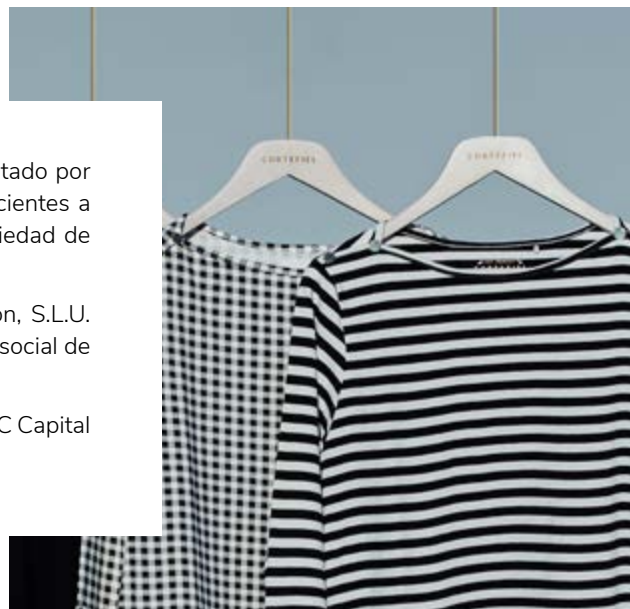 tado por
cientes a
iedad de
on, S.L.U.
social de
C Capital
CORTEFIEL
CORTEFIEL